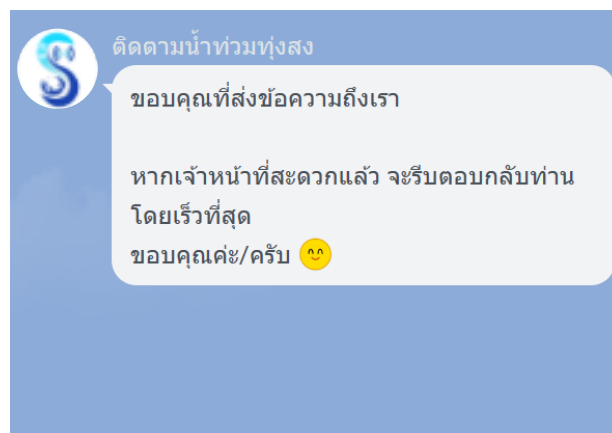 ติดตามน้ำท่วมทุ่งสง
ขอบคุณที่ส่งข้อความถึงเรา
หากเจ้าหน้าที่สะดวกแล้ว จะรีบตอบกลับท่าน
โดยเร็วที่สุด
ขอบคุณค่ะ/ครับ